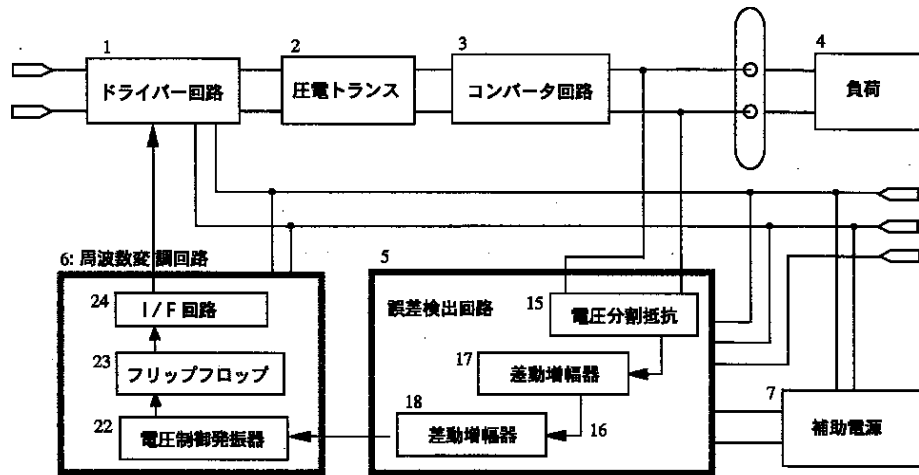 1
ドライバー回路
2
圧電トランス
3
コンバータ回路
4
負荷
6: 周波数変調回路
24
I/F 回路
23
フリップフロップ
22
電圧制御発振器
5
誤差検出回路
15
電圧分割抵抗
17
差動増幅器
18
差動増幅器
16
7
補助電源